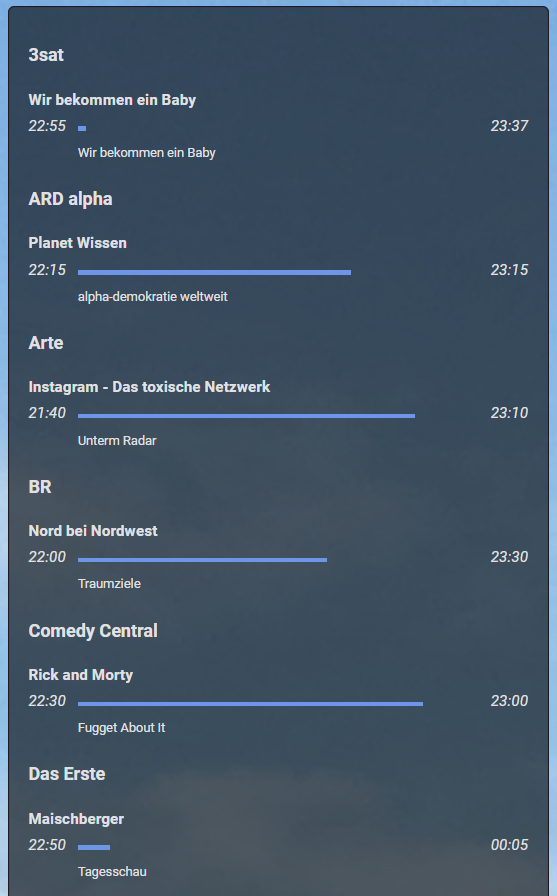 3sat
Wir bekommen ein Baby
22:55 23:37
Wir bekommen ein Baby
ARD alpha
Planet Wissen
22:15 23:15
alpha-demokratie weltweit
Arte
Instagram - Das toxische Netzwerk
21:40 23:10
Unterm Radar
BR
Nord bei Nordwest
22:00 23:30
Traumziele
Comedy Central
Rick and Morty
22:30 23:00
Fugget About It
Das Erste
Maischberger
22:50 00:05
Tagesschau